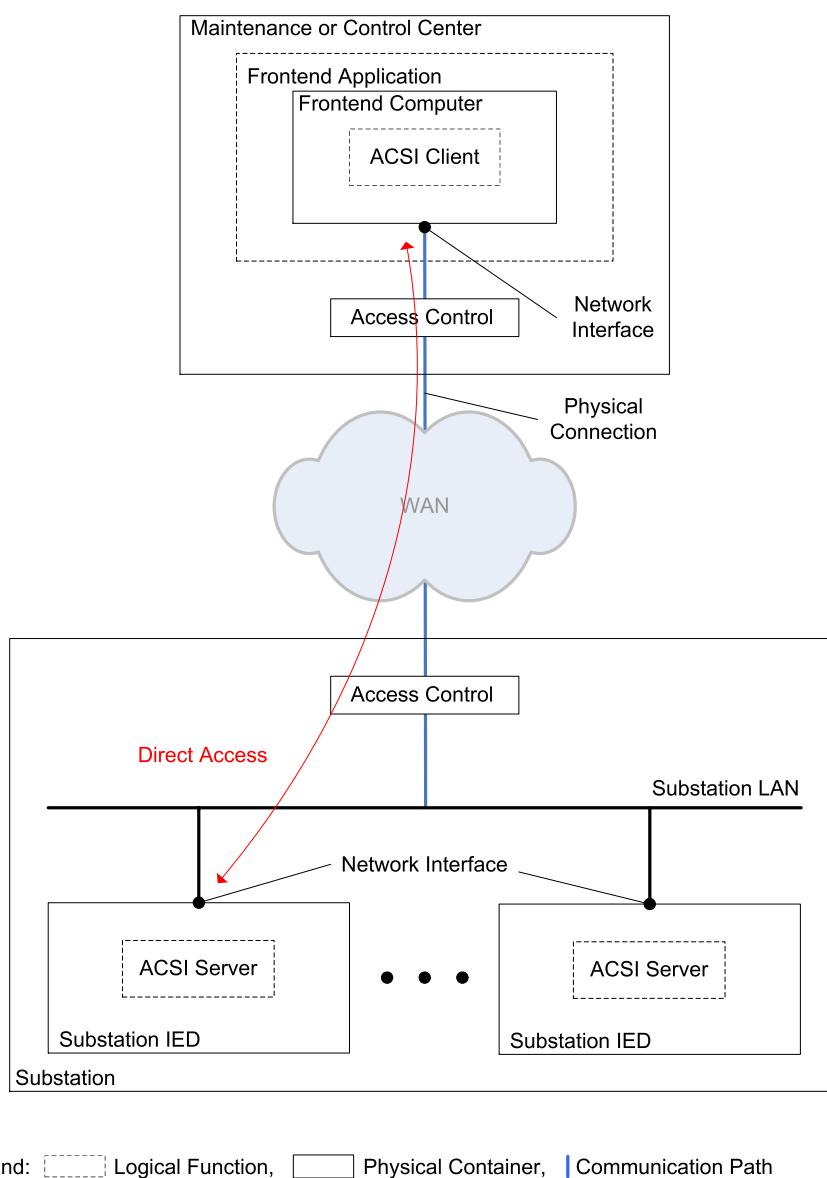 Maintenance or Control Center
Frontend Application
Frontend Computer
ACSI Client
Network
Interface
Access Control
Physical
Connection
WAN
Access Control
Direct Access
Substation LAN
Network Interface
ACSI Server
ACSI Server
Substation IED
Substation IED
Substation
nd: Logical Function, Physical Container, Communication Path